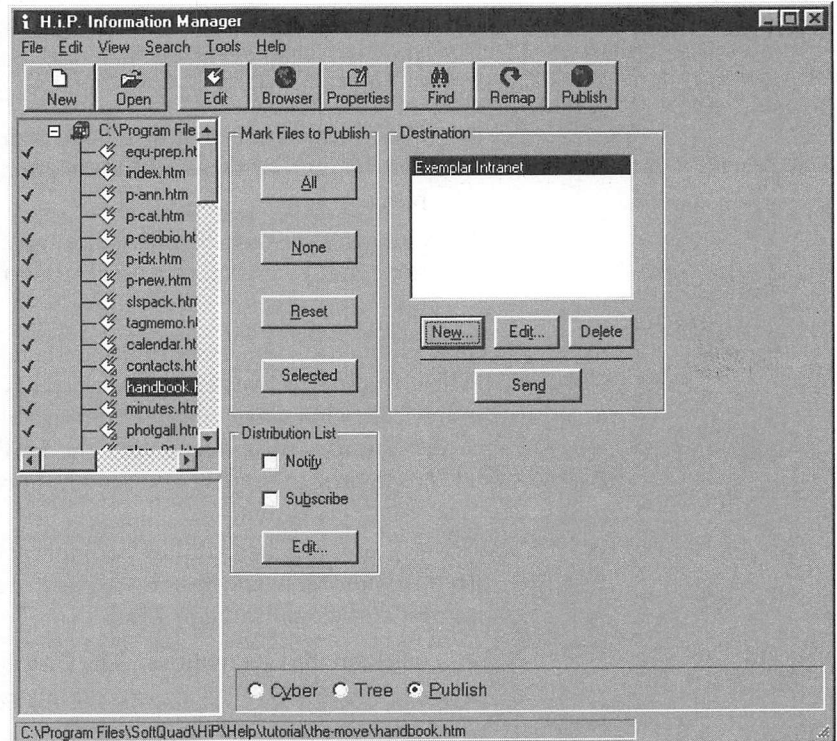 H.i.P. Information Manager
File Edit View Search Tools Help
New Open Edit Browser Properties Find Remap Publish
C:\Program File
equ-prep.ht
index.htm
p-ann.htm
p-cat.htm
p-ceobio.ht
p-idx.htm
p-new.htm
slspack.htm
tagmemo.ht
calendar.ht
contacts.ht
handbook.h
minutes.htm
photgall.htm
Mark Files to Publish
All
None
Reset
Selected
Destination
Exemplar Intranet
New... Edit... Delete
Send
Distribution List
Notify
Subscribe
Edit...
Cyber Tree Publish
C:\Program Files\SoftQuad\HiP\Help\tutorial\the-move\handbook.htm